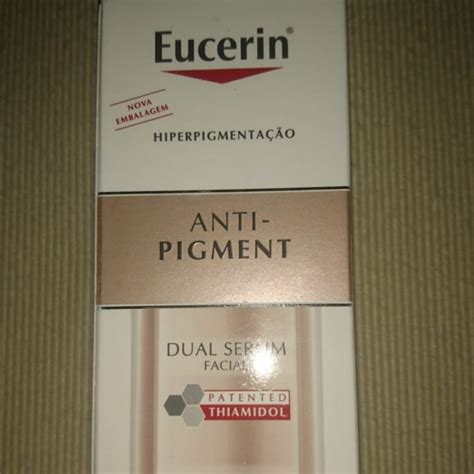 Eucerin®
NOVA
EMBALAGEM
HIPERPIGMENTAÇÃO
ANTI-
PIGMENT
DUAL SERUM
FACIAL
PATENTED
THIAMIDOL